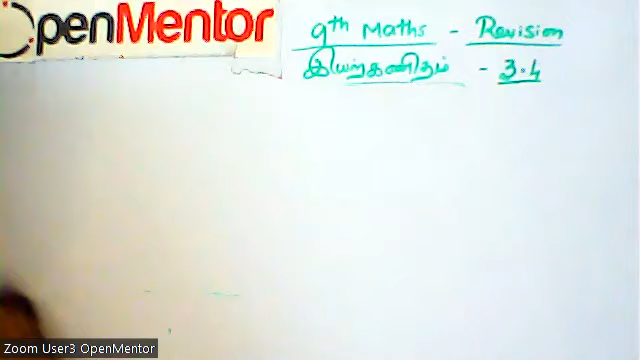 OpenMentor
9th Maths - Revision
இயற்கணிதம் - 3.4
Zoom User3 OpenMentor